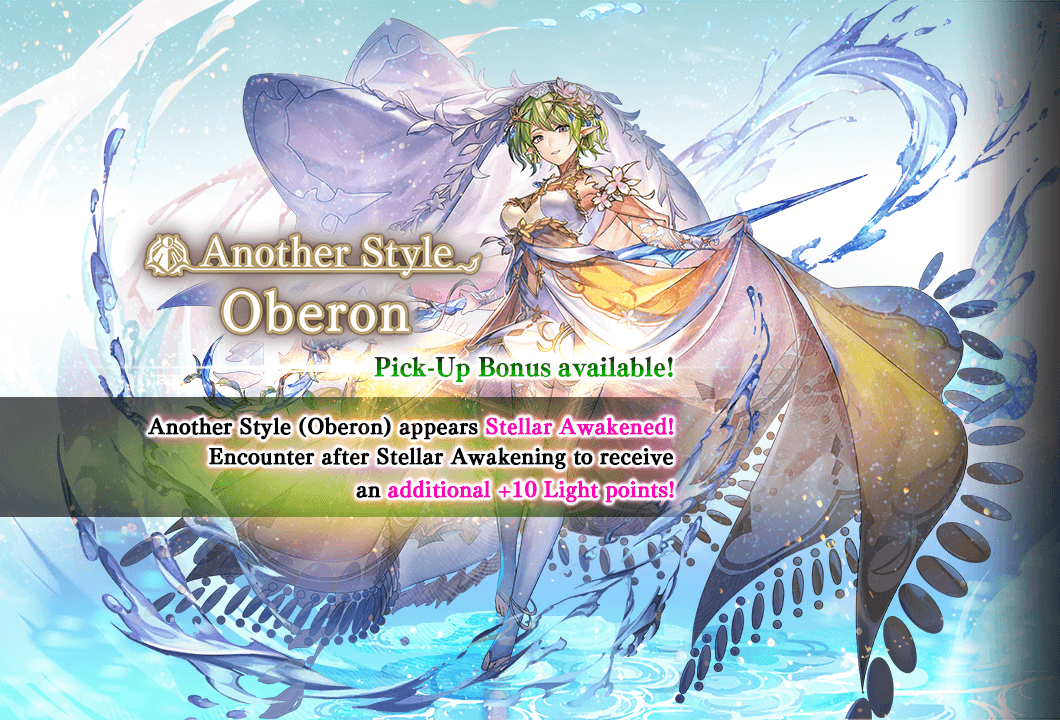 Another Style
Oberon
Pick-Up Bonus available!
Another Style (Oberon) appears Stellar Awakened!
Encounter after Stellar Awakening to receive
an additional +10 Light points!